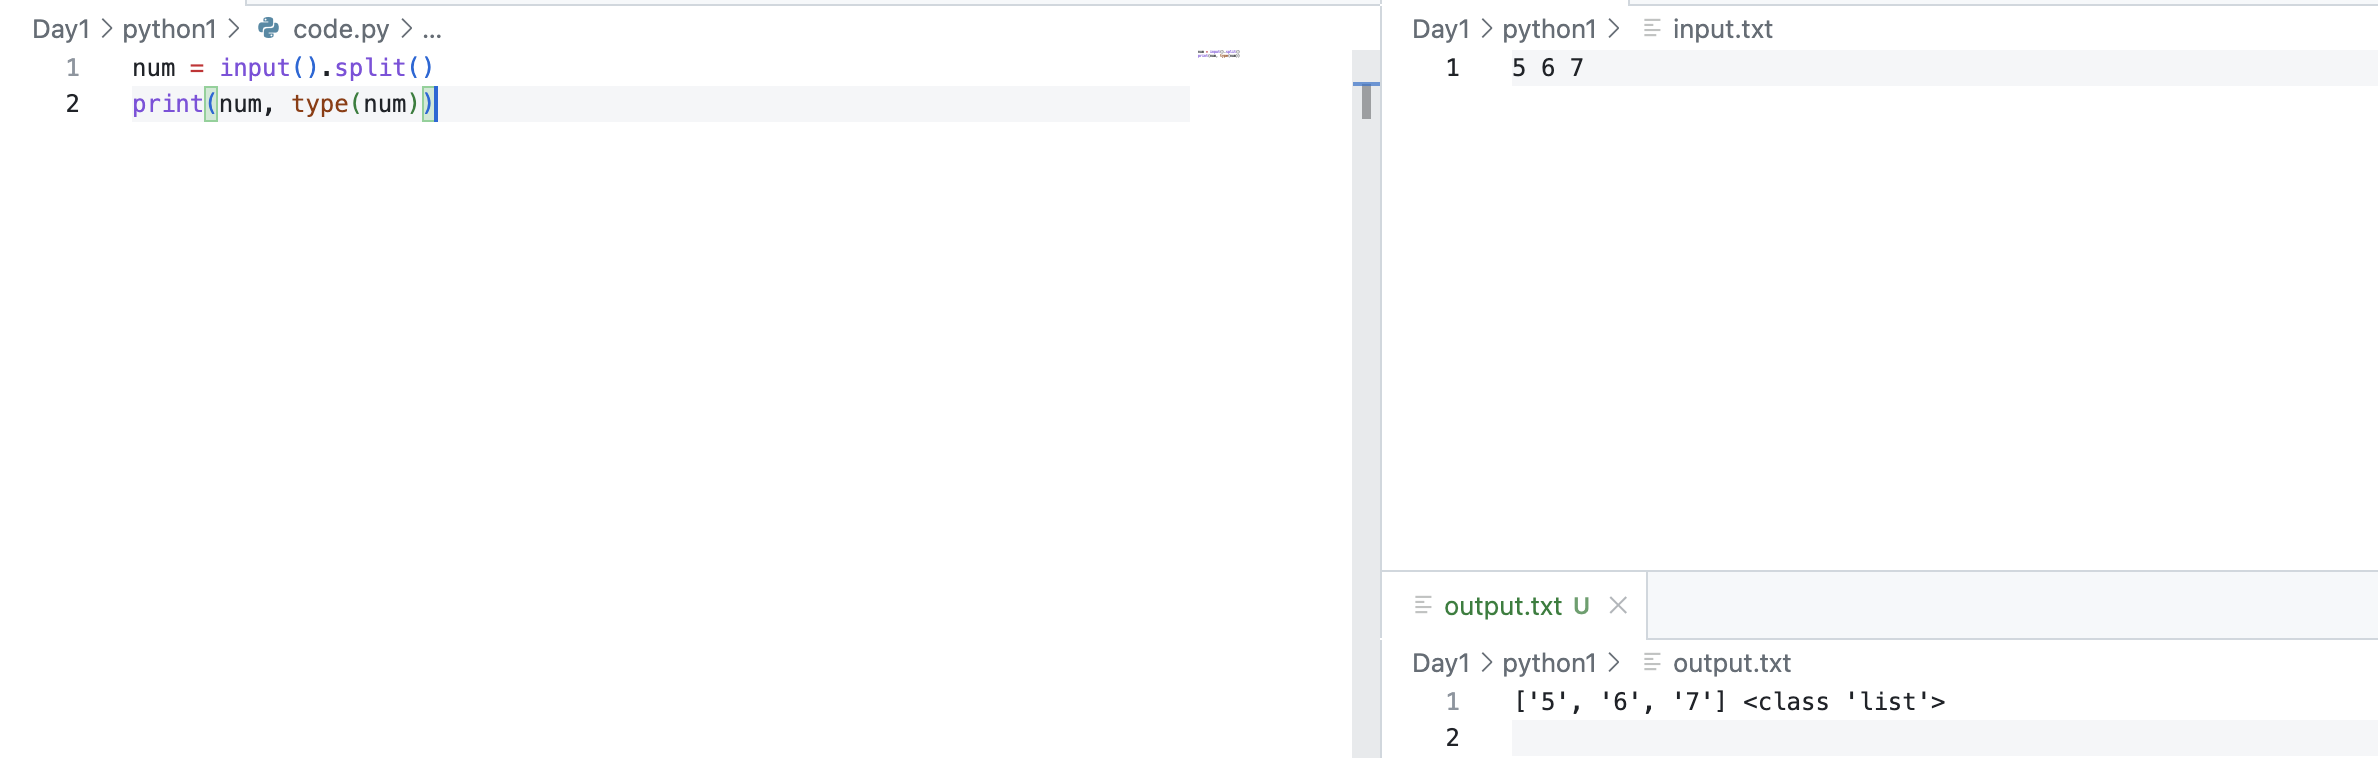 Day1 > python1 > code.py > ...
1 num = input().split()
2 print(num, type(num))
Day1 > python1 > input.txt
1 5 6 7
output.txt U
Day1 > python1 > output.txt
1 ['5', '6', '7'] <class 'list'>
2